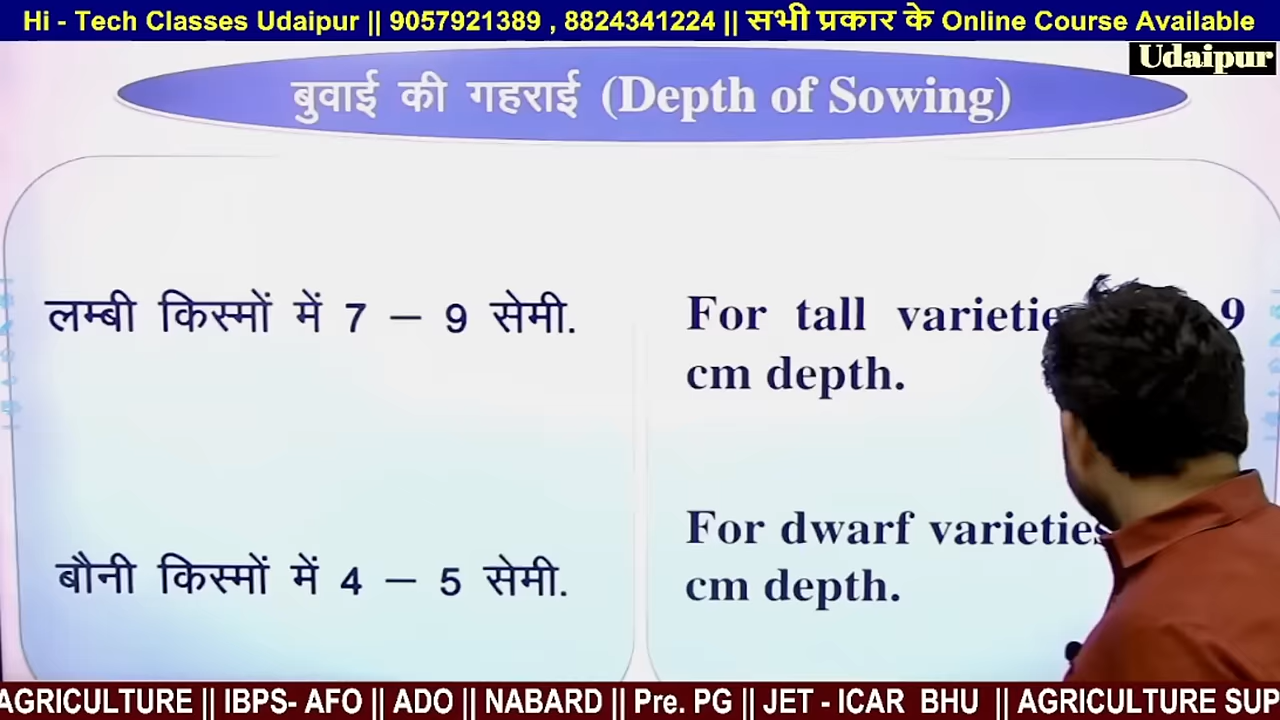 Hi - Tech Classes Udaipur || 9057921389 , 8824341224 || सभी प्रकार के Online Course Available
Udaipur
बुवाई की गहराई (Depth of Sowing)
लम्बी किस्मों में 7 – 9 सेमी.
For tall 9
cm depth.
बौनी किस्मों में 4 – 5 सेमी.
For dwarf varieties
cm depth.
AGRICULTURE || IBPS- AFO || ADO || NABARD || Pre. PG || JET - ICAR BHU || AGRICULTURE